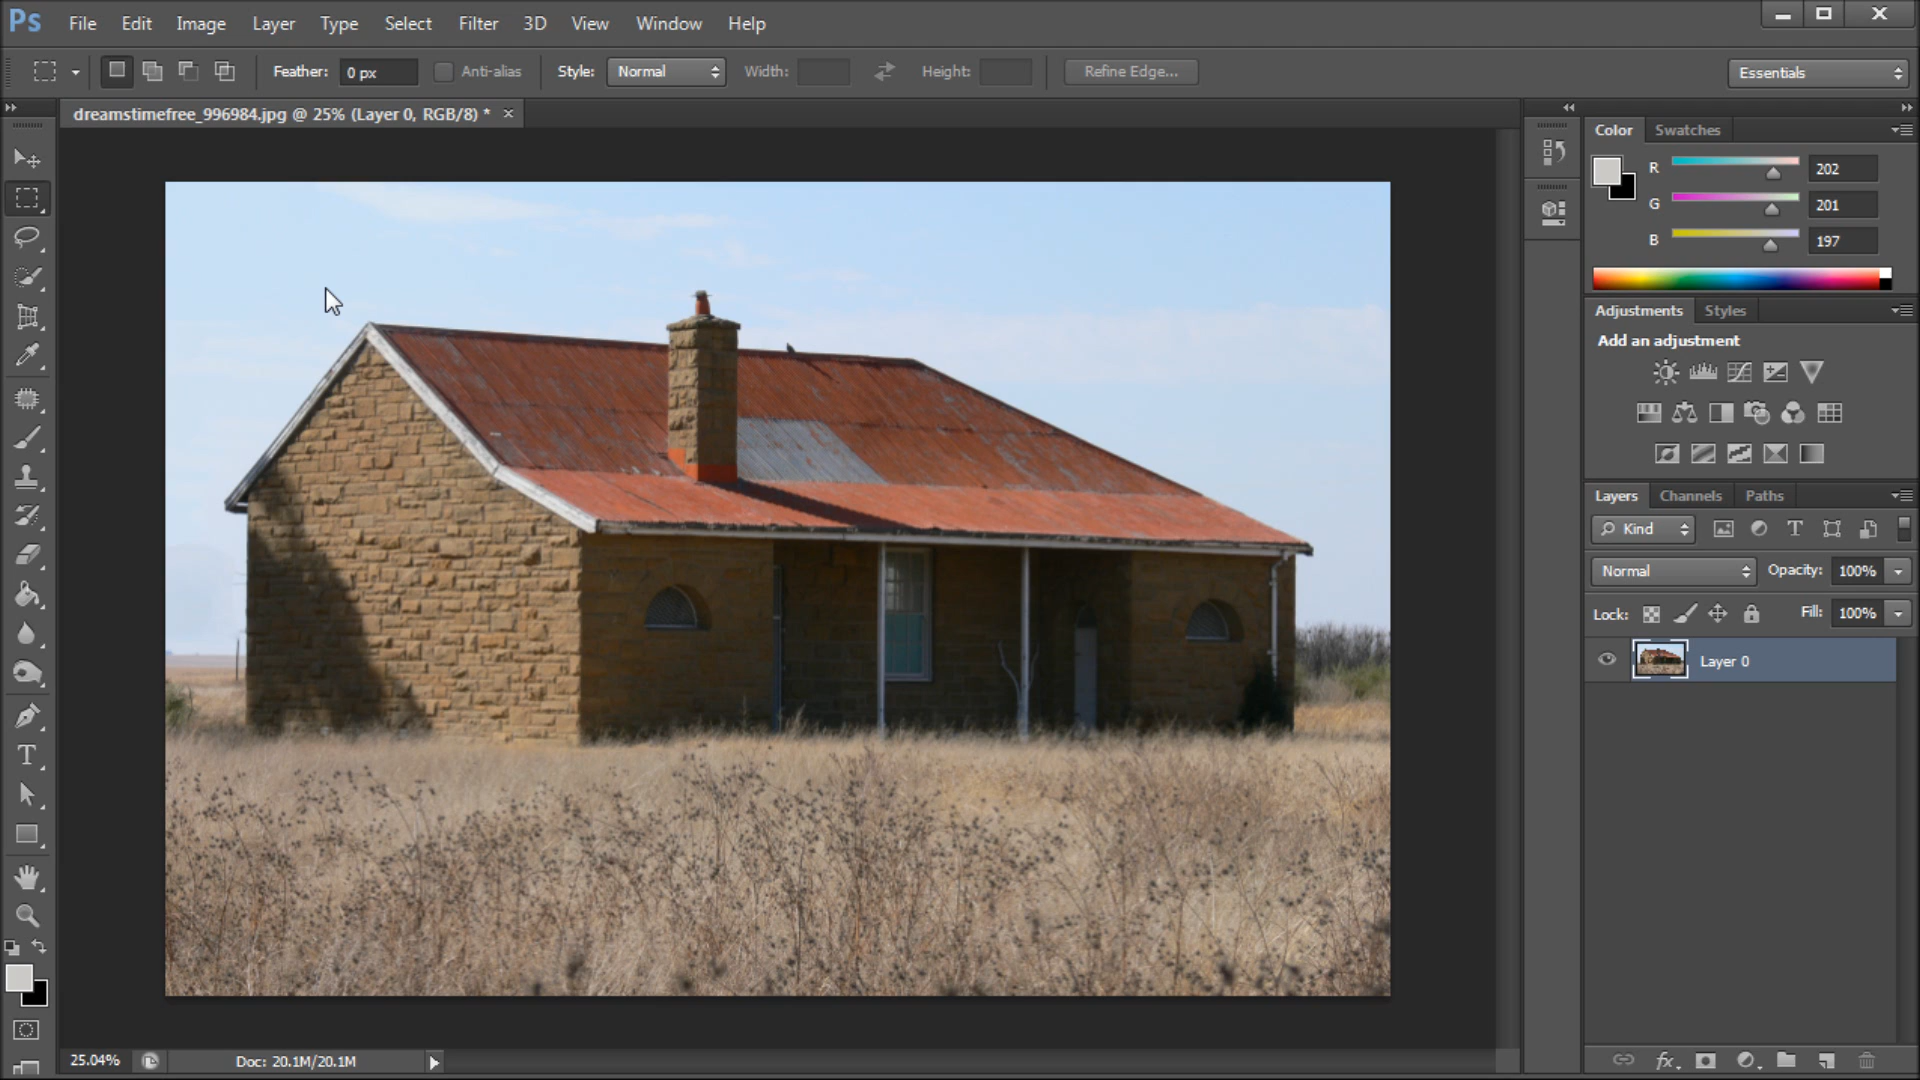 Ps File Edit Image Layer Type Select Filter 3D View Window Help
Feather: 0 px Anti-alias Style: Normal Width: Height: Refine Edge... Essentials
dreamstimefree_996984.jpg @ 25% (Layer 0, RGB/8) *
Color Swatches
R 202
G 201
B 197
Adjustments Styles
Add an adjustment
Layers Channels Paths
Kind
Normal Opacity: 100%
Lock: Fill: 100%
Layer 0
25.04% Doc: 20.1M/20.1M
fx